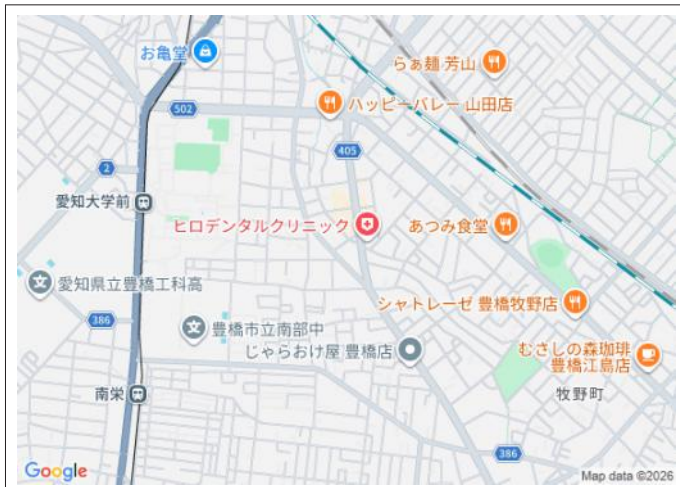 お亀堂
らぁ麺 芳山
ハッピーバレー 山田店
502
405
2
愛知大学前
ヒロデンタルクリニック
あつみ食堂
愛知県立豊橋工科高
シャトレーゼ 豊橋牧野店
386
豊橋市立南部中
じゃらおけ屋 豊橋店
むさしの森珈琲
豊橋江島店
南栄
牧野町
386
Google
Map data ©2026